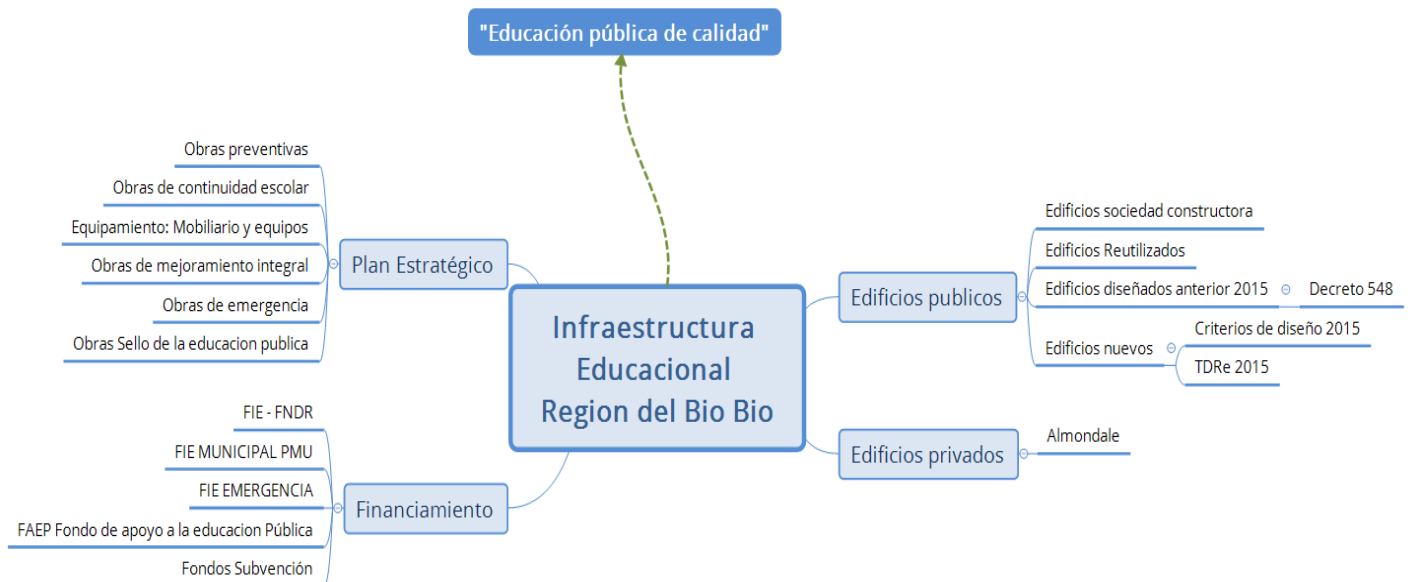 "Educación pública de calidad"
Obras preventivas
Obras de continuidad escolar
Equipamiento: Mobiliario y equipos
Obras de mejoramiento integral
Obras de emergencia
Obras Sello de la educacion publica
Plan Estratégico
FIE - FNDR
FIE MUNICIPAL PMU
FIE EMERGENCIA
FAEP Fondo de apoyo a la educacion Pública
Fondos Subvención
Financiamiento
Infraestructura
Educacional
Region del Bio Bio
Edificios publicos
Edificios sociedad constructora
Edificios Reutilizados
Edificios diseñados anterior 2015
Decreto 548
Edificios nuevos
Criterios de diseño 2015
TDRe 2015
Edificios privados
Almondale